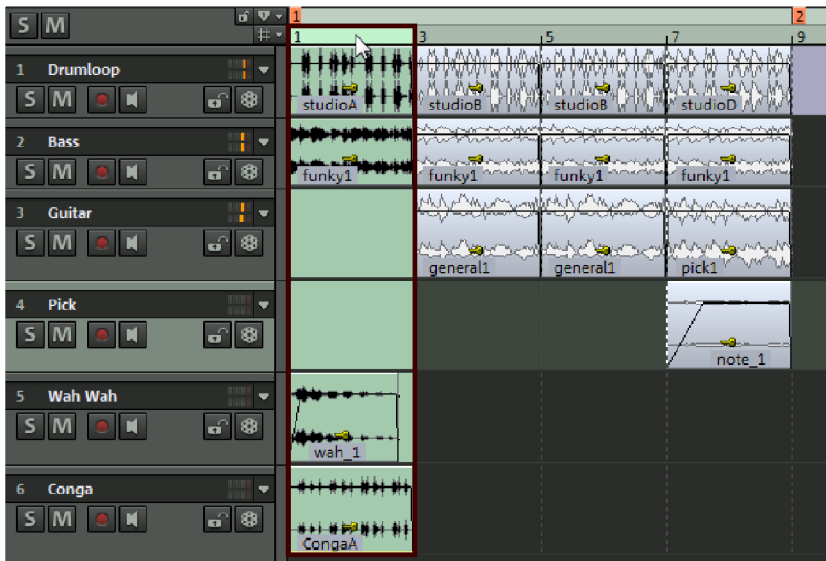 S M 1 2
1 3 5 7 9
1 Drumloop
S M
studioA studioB studioB studioD
2 Bass
S M
funky1 funky1 funky1 funky1
3 Guitar
S M
general1 general1 pick1
4 Pick
S M
note_1
5 Wah Wah
S M
wah_1
6 Conga
S M
CongaA